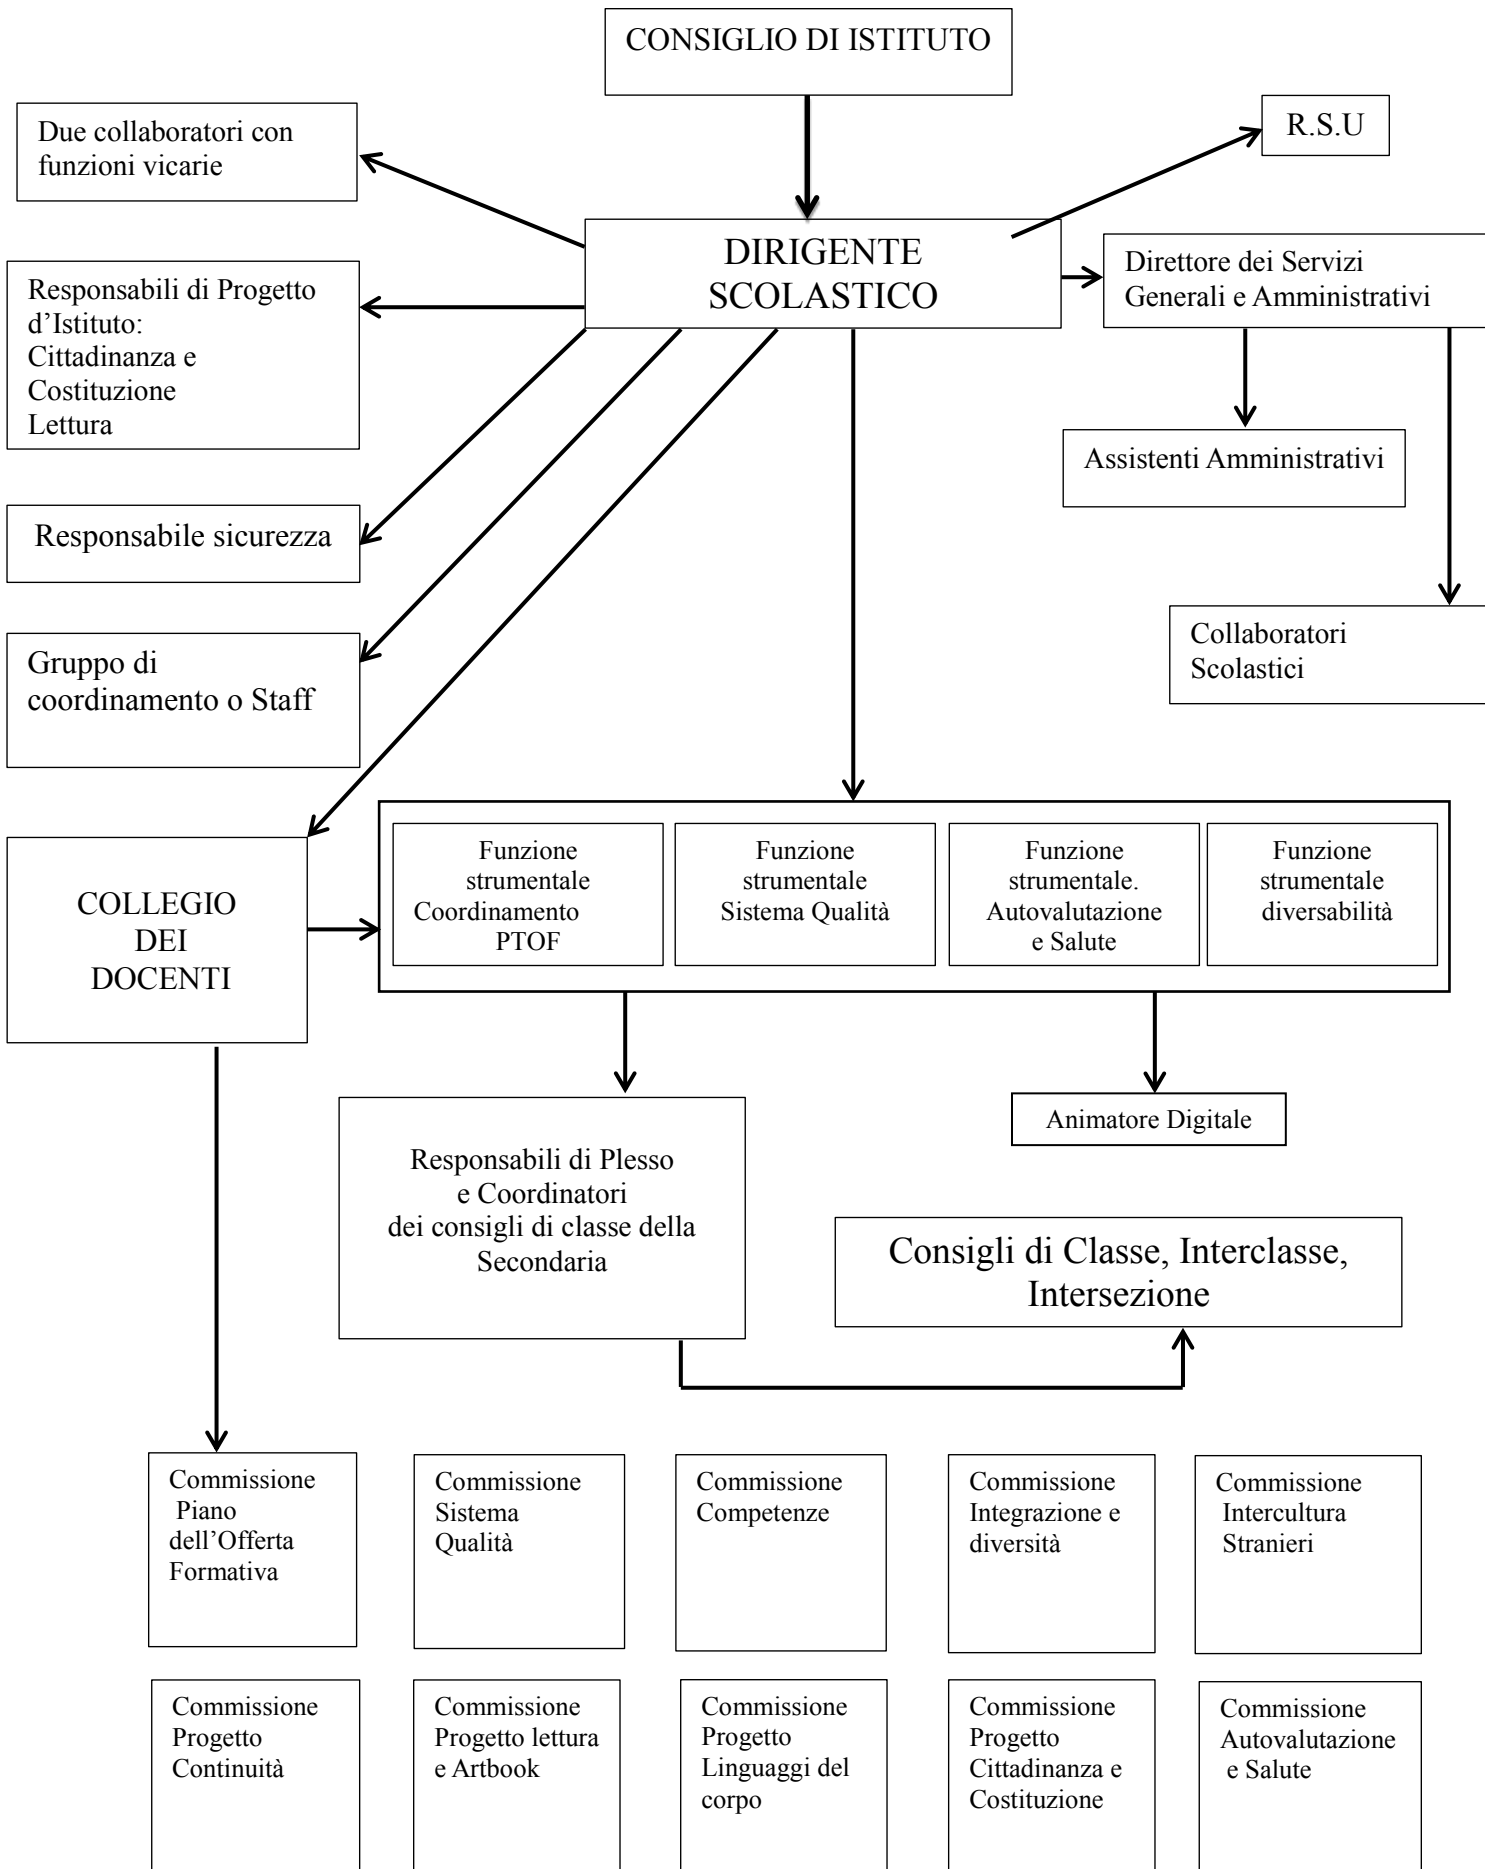 CONSIGLIO DI ISTITUTO
Due collaboratori con
funzioni vicarie
R.S.U
DIRIGENTE
SCOLASTICO
Direttore dei Servizi
Generali e Amministrativi
Responsabili di Progetto
d’Istituto:
Cittadinanza e
Costituzione
Lettura
Assistenti Amministrativi
Responsabile sicurezza
Collaboratori
Scolastici
Gruppo di
coordinamento o Staff
COLLEGIO
DEI
DOCENTI
Funzione
strumentale
Coordinamento
PTOF
Funzione
strumentale
Sistema Qualità
Funzione
strumentale.
Autovalutazione
e Salute
Funzione
strumentale
diversabilità
Responsabili di Plesso
e Coordinatori
dei consigli di classe della
Secondaria
Animatore Digitale
Consigli di Classe, Interclasse,
Intersezione
Commissione
Piano
dell’Offerta
Formativa
Commissione
Sistema
Qualità
Commissione
Competenze
Commissione
Integrazione e
diversità
Commissione
Intercultura
Stranieri
Commissione
Progetto
Continuità
Commissione
Progetto lettura
e Artbook
Commissione
Progetto
Linguaggi del
corpo
Commissione
Progetto
Cittadinanza e
Costituzione
Commissione
Autovalutazione
e Salute